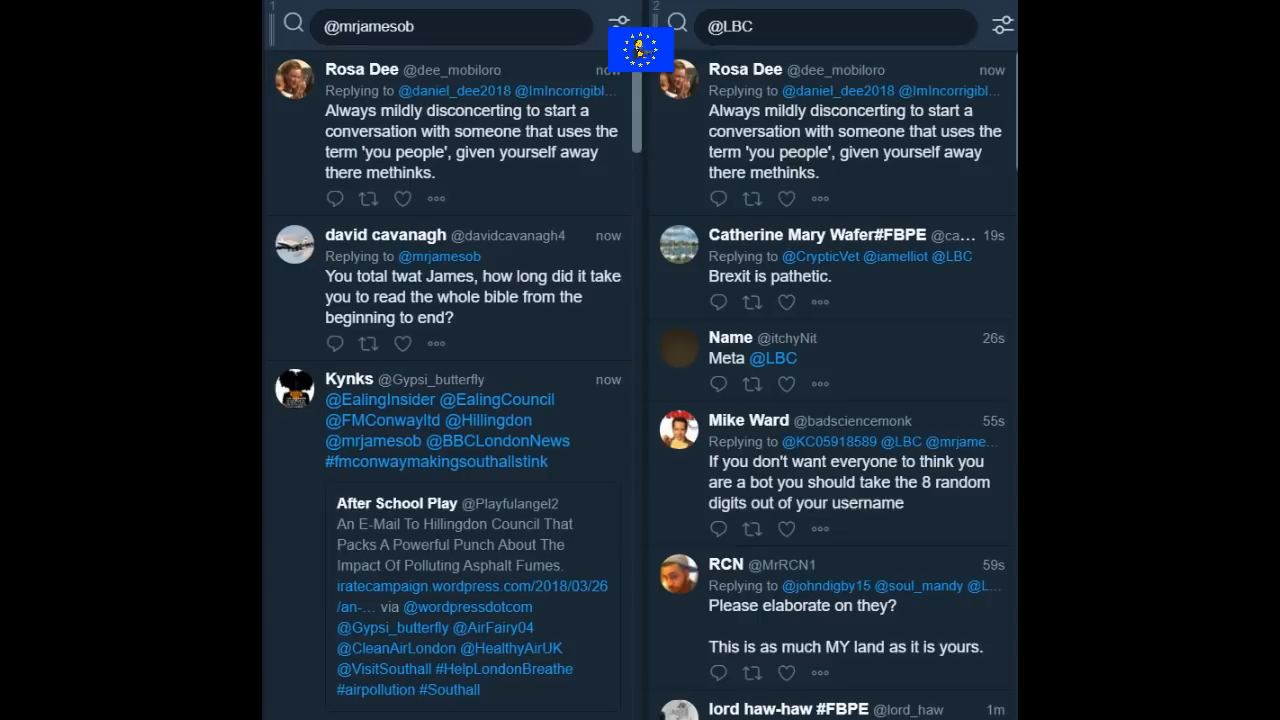 1
@mrjamesob
Rosa Dee @dee_mobiloro now
Replying to @daniel_dee2018 @ImIncorrigibl…
Always mildly disconcerting to start a
conversation with someone that uses the
term 'you people', given yourself away
there methinks.
david cavanagh @davidcavanagh4 now
Replying to @mrjamesob
You total twat James, how long did it take
you to read the whole bible from the
beginning to end?
Kynks @Gypsi_butterfly now
@EalingInsider @EalingCouncil
@FMConwayltd @Hillingdon
@mrjamesob @BBCLondonNews
#fmconwaymakingsouthallstink
After School Play @Playfulangel2
An E-Mail To Hillingdon Council That
Packs A Powerful Punch About The
Impact Of Polluting Asphalt Fumes.
iratecampaign.wordpress.com/2018/03/26
/an-… via @wordpressdotcom
@Gypsi_butterfly @AirFairy04
@CleanAirLondon @HealthyAirUK
@VisitSouthall #HelpLondonBreathe
#airpollution #Southall
2
@LBC
Rosa Dee @dee_mobiloro now
Replying to @daniel_dee2018 @ImIncorrigibl…
Always mildly disconcerting to start a
conversation with someone that uses the
term 'you people', given yourself away
there methinks.
Catherine Mary Wafer#FBPE @ca… 19s
Replying to @CrypticVet @iamelliot @LBC
Brexit is pathetic.
Name @itchyNit 26s
Meta @LBC
Mike Ward @badsciencemonk 55s
Replying to @KC05918589 @LBC @mrjame…
If you don't want everyone to think you
are a bot you should take the 8 random
digits out of your username
RCN @MrRCN1 59s
Replying to @johndigby15 @soul_mandy @L…
Please elaborate on they?
This is as much MY land as it is yours.
lord haw-haw #FBPE @lord_haw 1m